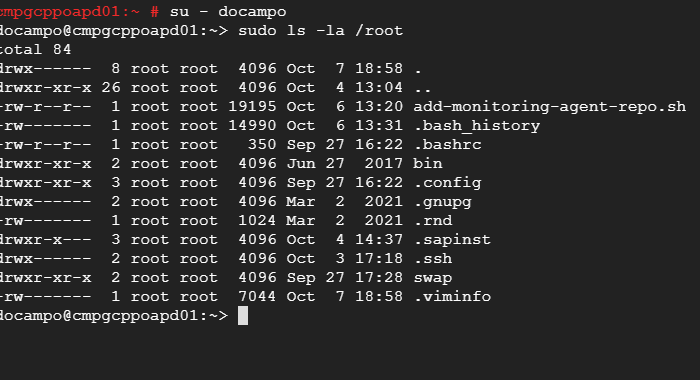 cmpgcppoapd01:~ # su - docampo
docampo@cmpgcppoapd01:~> sudo ls -la /root
total 84
drwx------  8 root root  4096 Oct  7 18:58 .
drwxr-xr-x 26 root root  4096 Oct  4 13:04 ..
-rw-r--r--  1 root root 19195 Oct  6 13:20 add-monitoring-agent-repo.sh
-rw-------  1 root root 14990 Oct  6 13:31 .bash_history
-rw-r--r--  1 root root   350 Sep 27 16:22 .bashrc
drwxr-xr-x  2 root root  4096 Jun 27  2017 bin
drwxr-xr-x  3 root root  4096 Sep 27 16:22 .config
drwx------  2 root root  4096 Mar  2  2021 .gnupg
-rw-------  1 root root  1024 Mar  2  2021 .rnd
drwxr-x---  3 root root  4096 Oct  4 14:37 .sapinst
drwx------  2 root root  4096 Oct  3 17:18 .ssh
drwxr-xr-x  2 root root  4096 Sep 27 17:28 swap
-rw-------  1 root root  7044 Oct  7 18:58 .viminfo
docampo@cmpgcppoapd01:~>